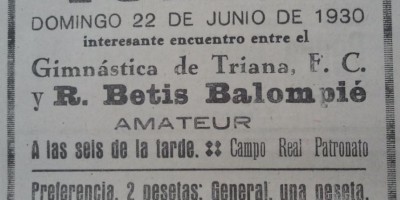 DOMINGO 22 DE JUNIO DE 1930
interesante encuentro entre el
Gimnástica de Triana, F. C.
y R. Betis Balompié
AMATEUR
A las seis de la tarde. :: Campo Real Patronato
Preferencia, 2 pesetas; General, una peseta.